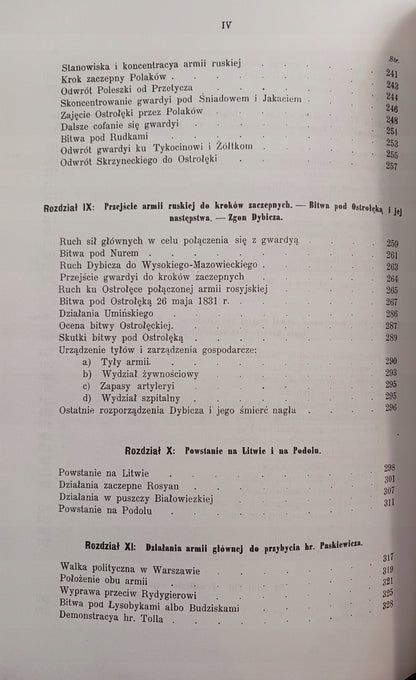 IV
Str.
Stanowiska i koncentracya armii ruskiej . . . . . 241
Krok zaczepny Polaków . . . . . . . 243
Odwrót Poleszki od Przetycza . . . . . . 244
Skoncentrowanie gwardyi pod Śniadowem i Jakaciem . . . 246
Zajęcie Ostrołęki przez Polaków . . . . . . 248
Dalsze cofanie się gwardyi . . . . . . 251
Bitwa pod Rudkami . . . . . . . 253
Odwrót gwardyi ku Tykocinowi i Żółtkom . . . . 255
Odwrót Skrzyneckiego do Ostrołęki . . . . . 257
Rozdział IX: Przejście armii ruskiej do kroków zaczepnych. — Bitwa pod Ostrołęką i jej
następstwa. — Zgon Dybicza.
Ruch sił głównych w celu połączenia się z gwardyą . . . 259
Bitwa pod Nurem . . . . . . . 261
Ruch Dybicza do Wysokiego-Mazowieckiego . . . . 263
Przejście gwardyi do kroków zaczepnych . . . . 264
Ruch ku Ostrołęce połączonej armii rosyjskiej . . . . 265
Bitwa pod Ostrołęką 26 maja 1831 r. . . . . . 267
Działania Umińskiego . . . . . . . 286
Ocena bitwy Ostrołęckiej. . . . . . . 287
Skutki bitwy pod Ostrołęką . . . . . . 289
Urządzenie tyłów i zarządzenia gospodarcze:
a) Tyły armii. . . . . . . 290
b) Wydział żywnościowy . . . . . 293
c) Zapasy artyleryi . . . . . . 295
d) Wydział szpitalny . . . . . . 295
Ostatnie rozporządzenia Dybicza i jego śmierć nagła . . . 296
Rozdział X: Powstanie na Litwie i na Podolu.
Powstanie na Litwie . . . . . . . 298
Działania zaczepne Rosyan . . . . . . 301
Działania w puszczy Białowiezkiej . . . . . 307
Powstanie na Podolu . . . . . . . 311
Rozdział XI: Działania armii głównej do przybycia hr. Paskiewicza.
Walka polityczna w Warszawie . . . . . . 317
Położenie obu armii . . . . . . . 319
Wyprawa przeciw Rydygierowi . . . . . . 321
Bitwa pod Łysobykami albo Budziskami . . . . . 325
Demonstracya hr. Tolla . . . . . . . 328